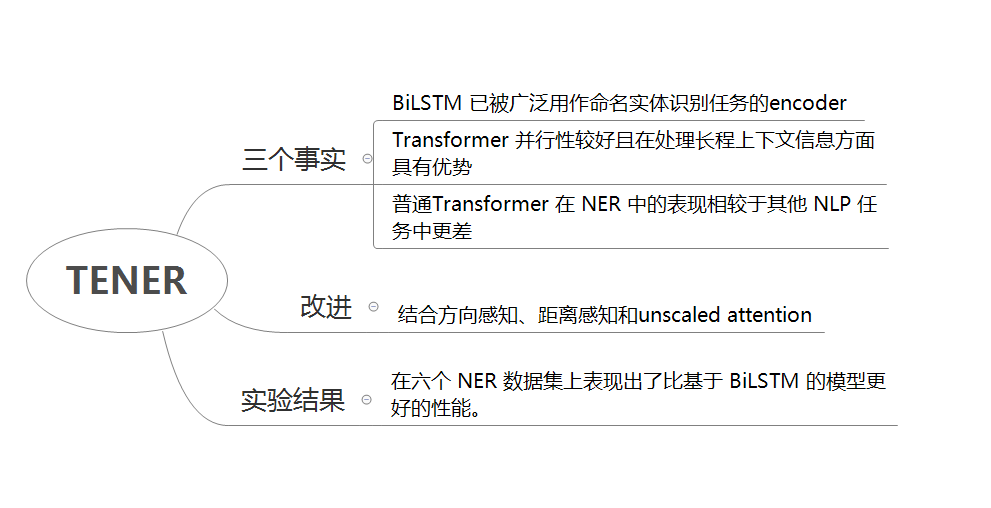 TENER
三个事实
BiLSTM 已被广泛用作命名实体识别任务的encoder
Transformer 并行性较好且在处理长程上下文信息方面
具有优势
普通Transformer 在 NER 中的表现相较于其他 NLP 任
务中更差
改进
结合方向感知、距离感知和unscaled attention
实验结果
在六个 NER 数据集上表现出了比基于 BiLSTM 的模型更
好的性能。